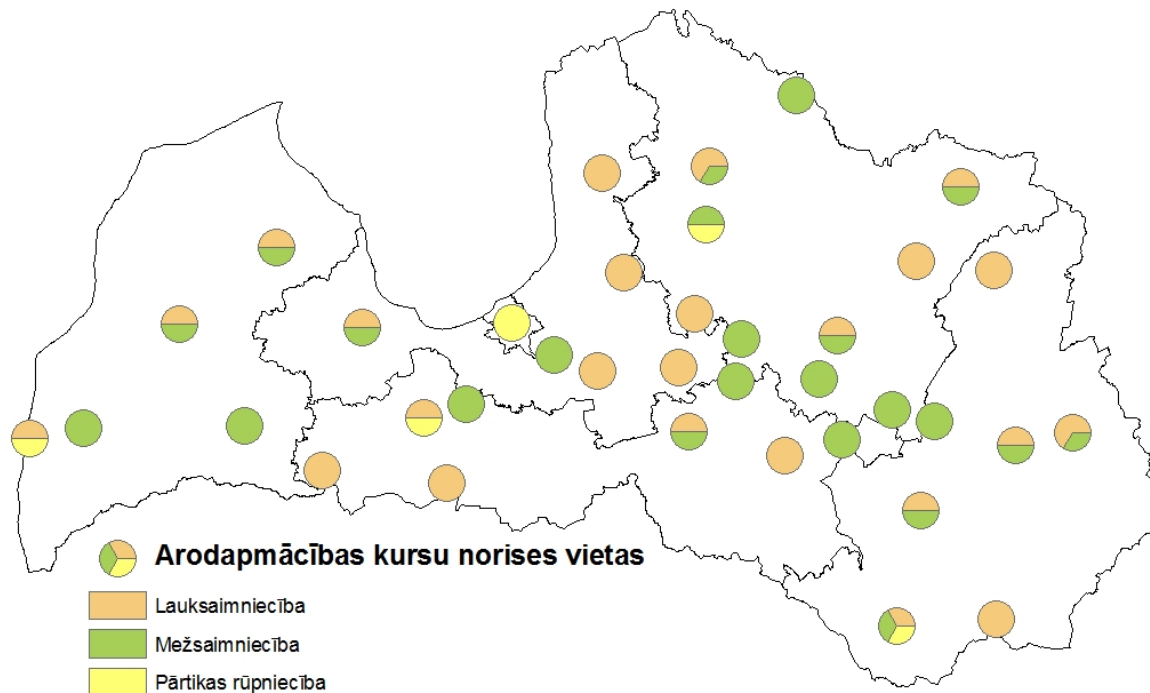 Arodapmācības kursu norises vietas
Lauksaimniecība
Mežsaimniecība
Pārtikas rūpniecība